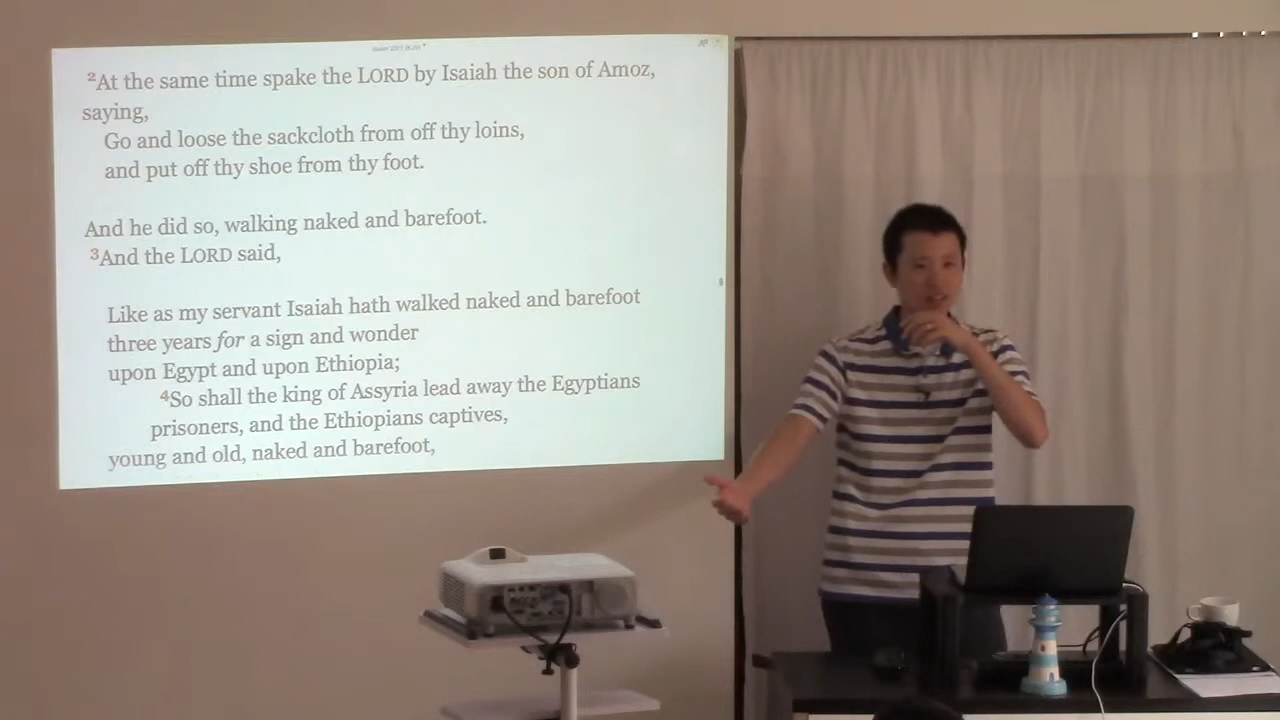 ²At the same time spake the LORD by Isaiah the son of Amoz,
saying,
Go and loose the sackcloth from off thy loins,
and put off thy shoe from thy foot.
And he did so, walking naked and barefoot.
³And the LORD said,
Like as my servant Isaiah hath walked naked and barefoot
three years for a sign and wonder
upon Egypt and upon Ethiopia;
⁴So shall the king of Assyria lead away the Egyptians
prisoners, and the Ethiopians captives,
young and old, naked and barefoot,